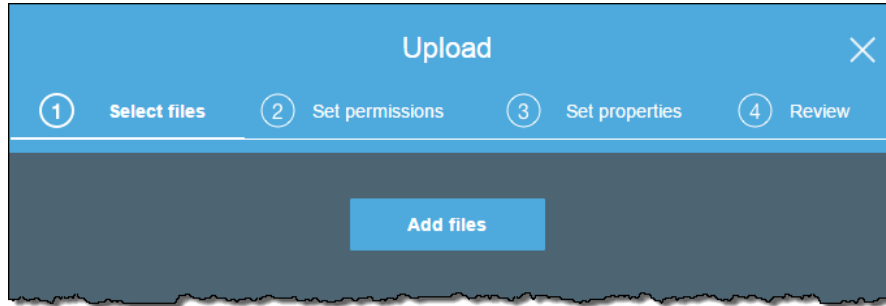 Upload
1 Select files 2 Set permissions 3 Set properties 4 Review
Add files